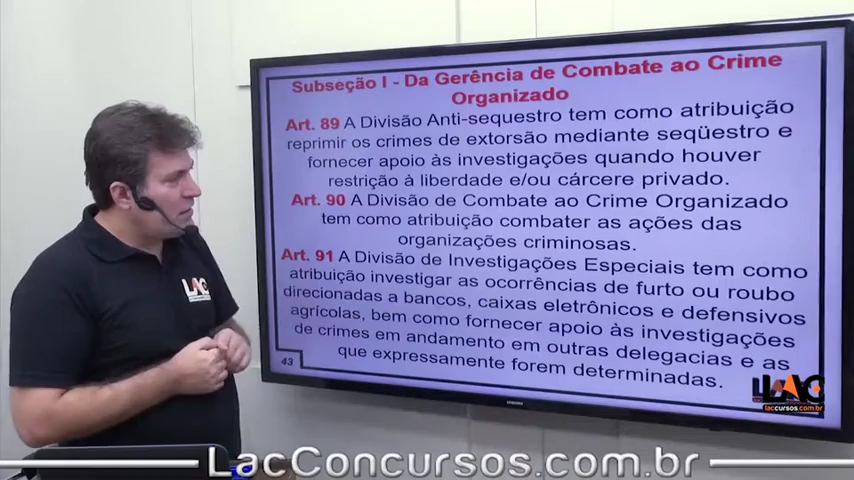 Subseção I - Da Gerência de Combate ao Crime
Organizado
Art. 89 A Divisão Anti-sequestro tem como atribuição
reprimir os crimes de extorsão mediante seqüestro e
fornecer apoio às investigações quando houver
restrição à liberdade e/ou cárcere privado.
Art. 90 A Divisão de Combate ao Crime Organizado
tem como atribuição combater as ações das
organizações criminosas.
Art. 91 A Divisão de Investigações Especiais tem como
atribuição investigar as ocorrências de furto ou roubo
direcionadas a bancos, caixas eletrônicos e defensivos
agrícolas, bem como fornecer apoio às investigações
de crimes em andamento em outras delegacias e as
que expressamente forem determinadas.
43
LAC
SAMSUNG
LAC
laccursos.com.br
LacConcursos.com.br